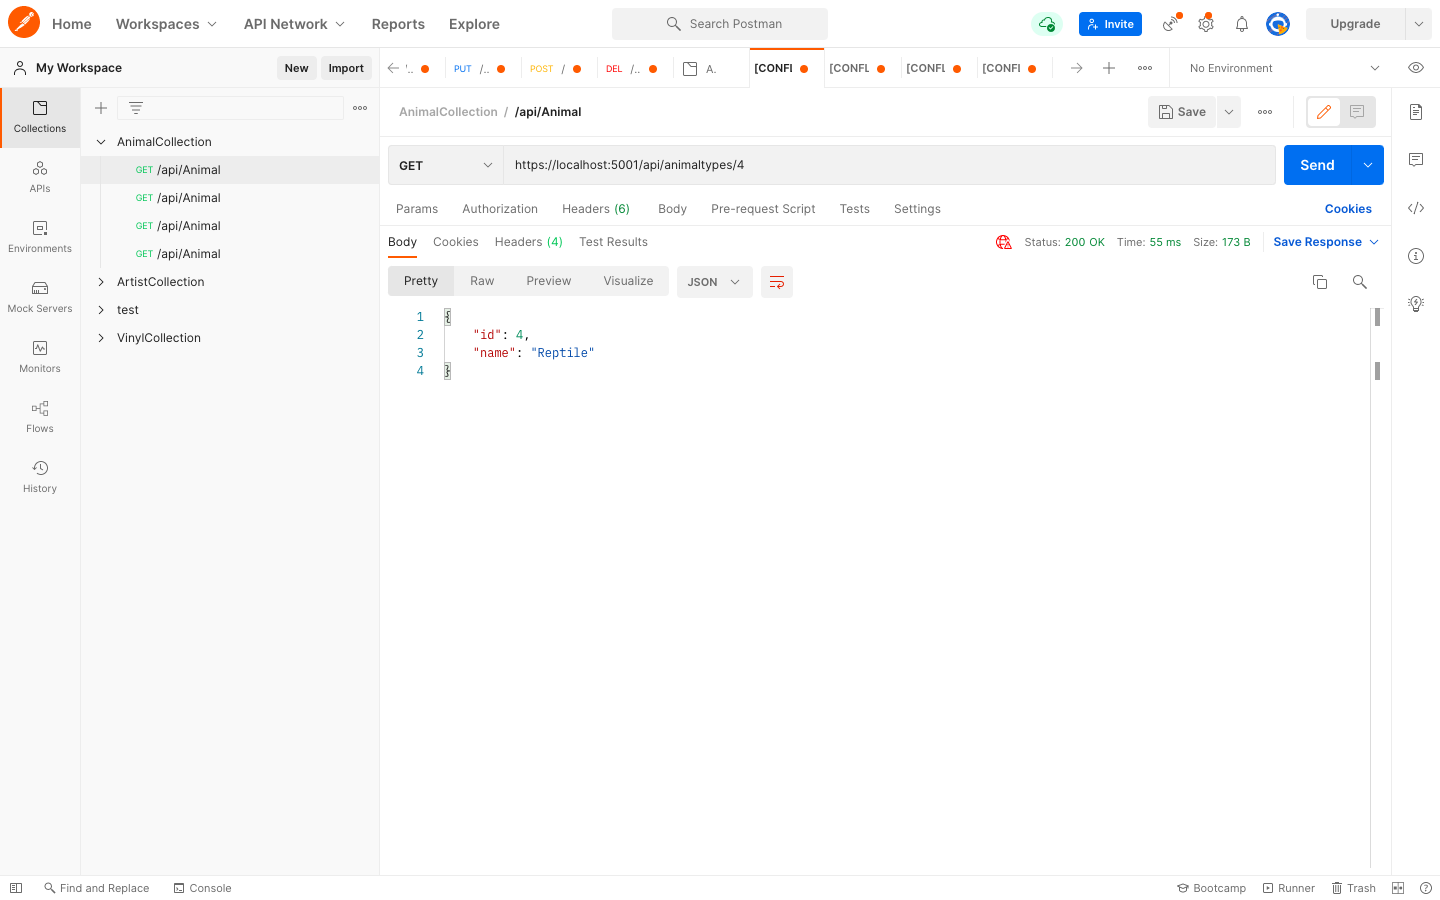 Home
Workspaces
API Network
Reports
Explore
Search Postman
Invite
Upgrade
My Workspace
New
Import
PUT /..
POST /
DEL /..
A.
[CONFI
[CONFL
[CONFL
[CONFI
No Environment
Collections
APIs
Environments
Mock Servers
Monitors
Flows
History
AnimalCollection
GET /api/Animal
GET /api/Animal
GET /api/Animal
GET /api/Animal
ArtistCollection
test
VinylCollection
AnimalCollection / /api/Animal
Save
GET
https://localhost:5001/api/animaltypes/4
Send
Params
Authorization
Headers (6)
Body
Pre-request Script
Tests
Settings
Cookies
Body
Cookies
Headers (4)
Test Results
Status: 200 OK
Time: 55 ms
Size: 173 B
Save Response
Pretty
Raw
Preview
Visualize
JSON
1 {
2 "id": 4,
3 "name": "Reptile"
4 }
Find and Replace
Console
Bootcamp
Runner
Trash